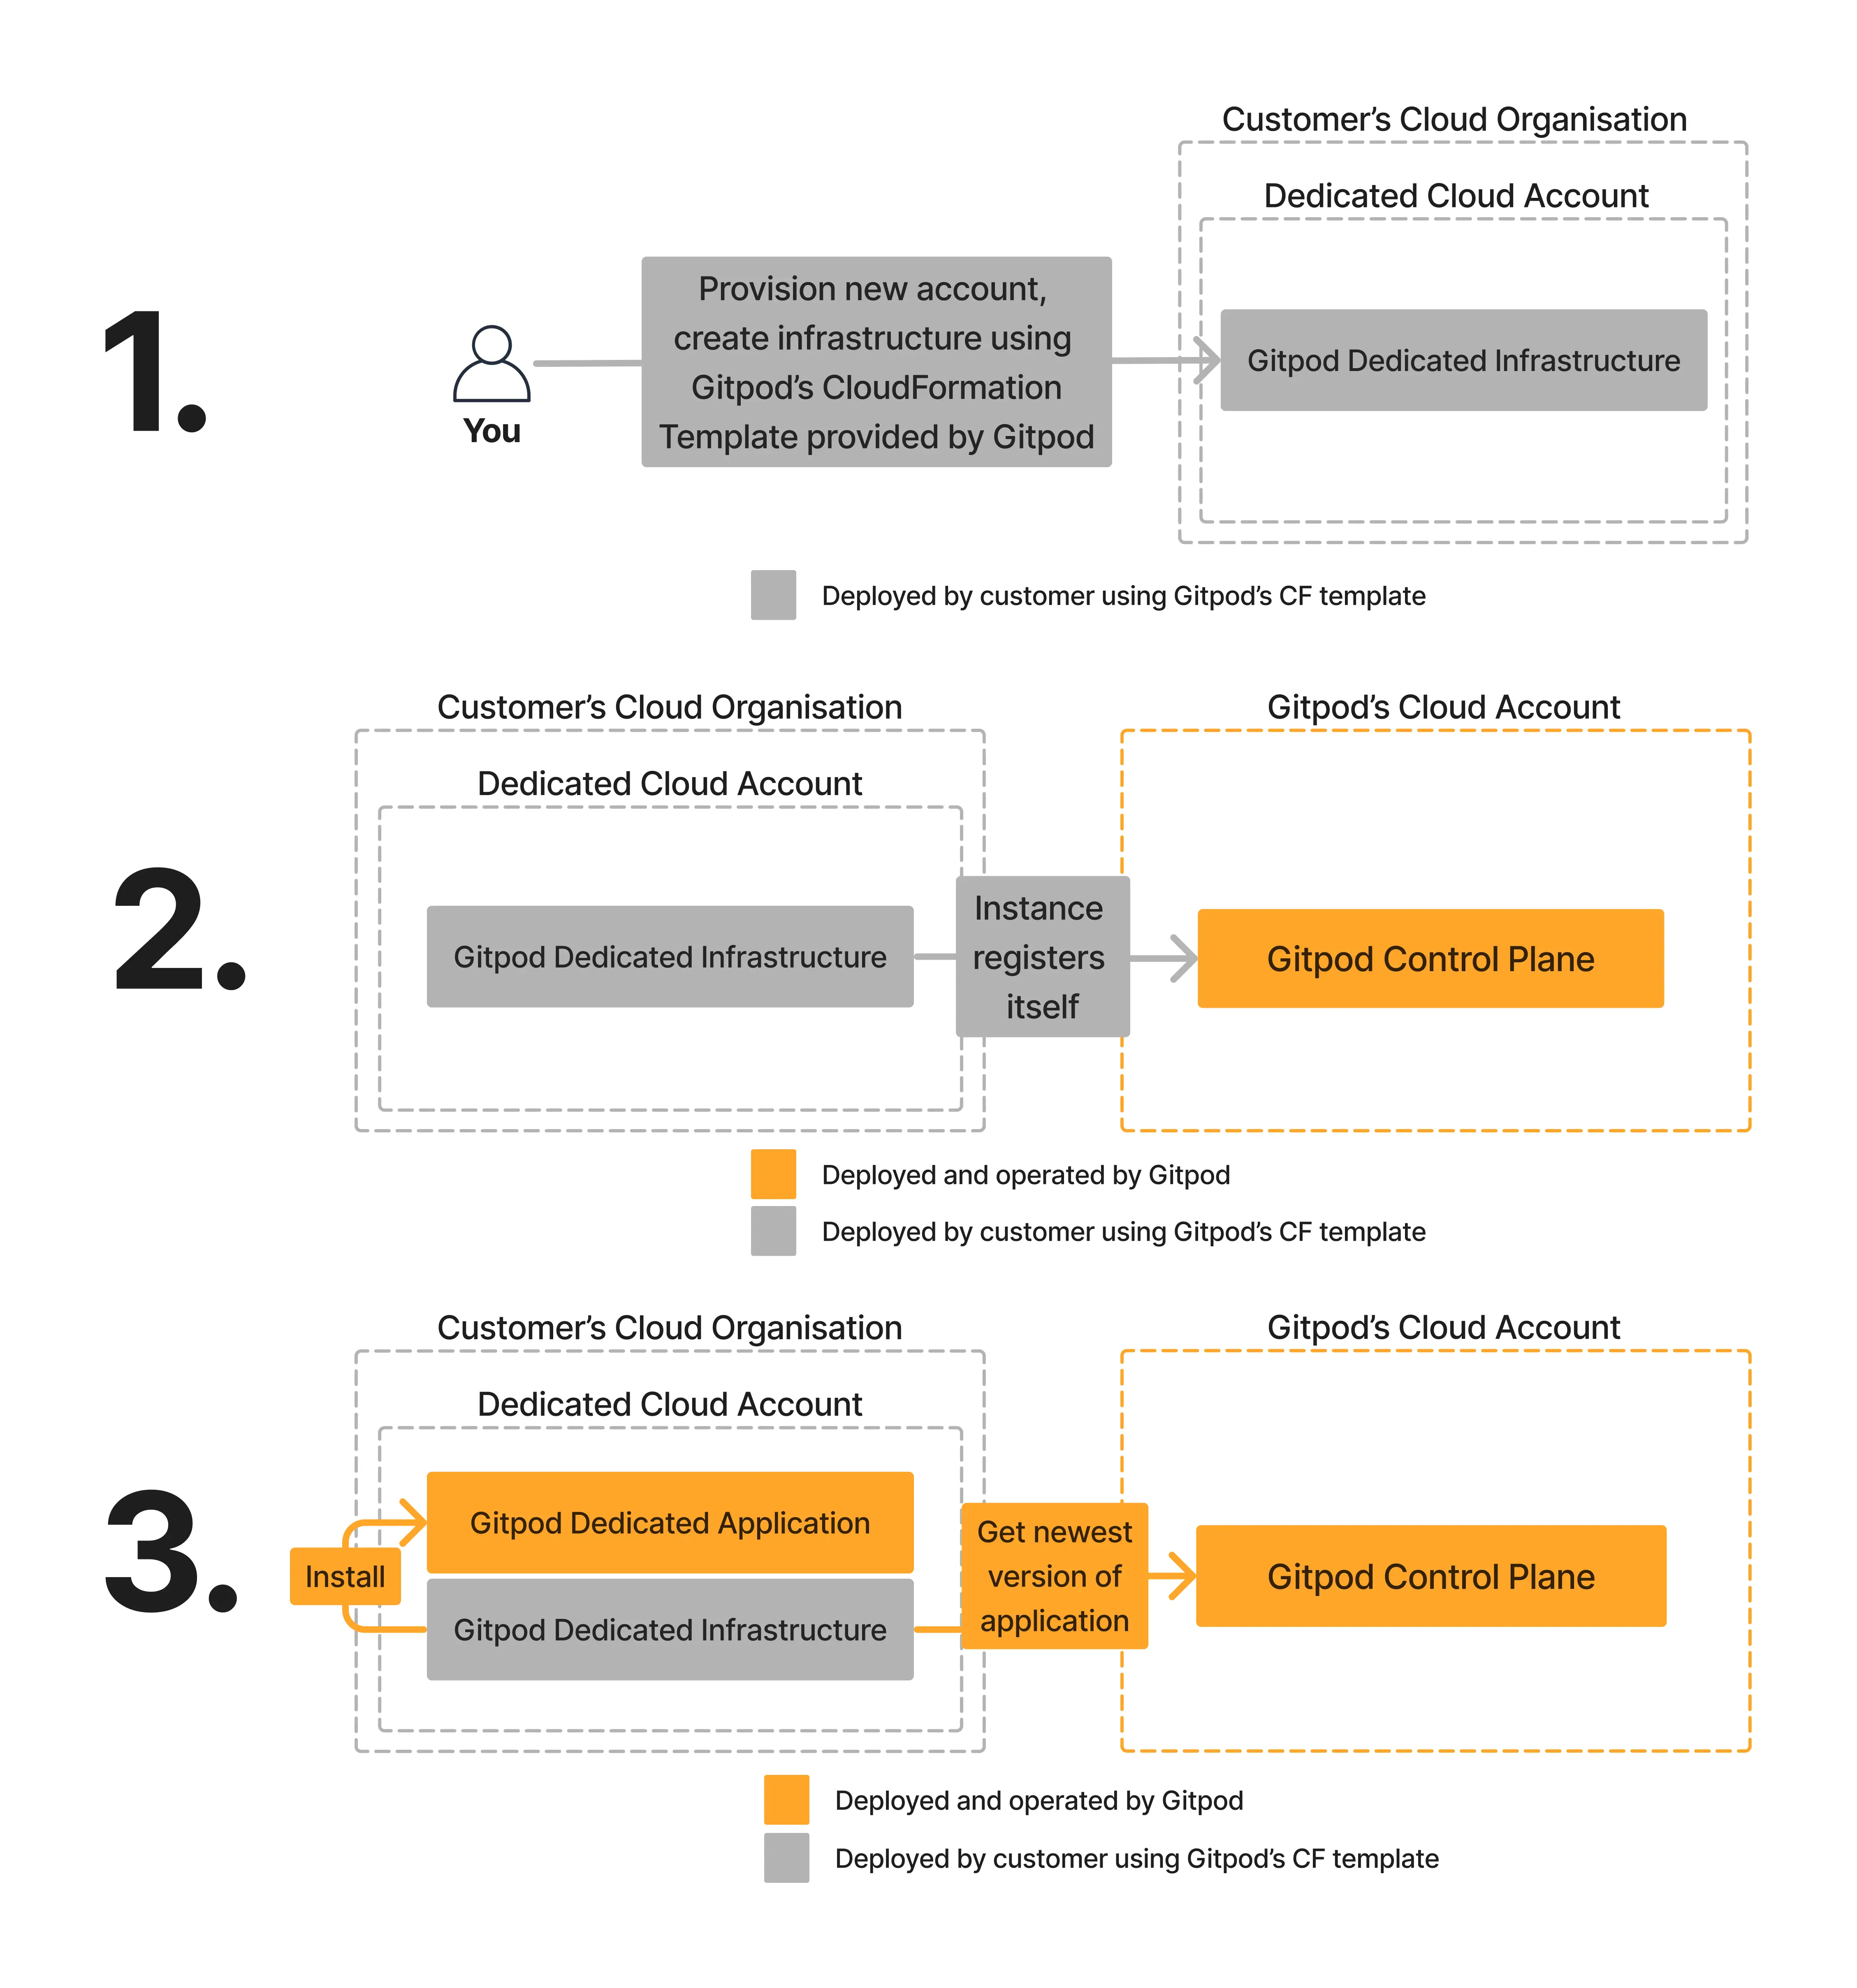 1.
Customer’s Cloud Organisation
Dedicated Cloud Account
Provision new account,
create infrastructure using
Gitpod’s CloudFormation
Template provided by Gitpod
Gitpod Dedicated Infrastructure
You
Deployed by customer using Gitpod’s CF template
2.
Customer’s Cloud Organisation
Gitpod’s Cloud Account
Dedicated Cloud Account
Gitpod Dedicated Infrastructure
Instance
registers
itself
Gitpod Control Plane
Deployed and operated by Gitpod
Deployed by customer using Gitpod’s CF template
3.
Customer’s Cloud Organisation
Gitpod’s Cloud Account
Dedicated Cloud Account
Gitpod Dedicated Application
Install
Gitpod Dedicated Infrastructure
Get newest
version of
application
Gitpod Control Plane
Deployed and operated by Gitpod
Deployed by customer using Gitpod’s CF template